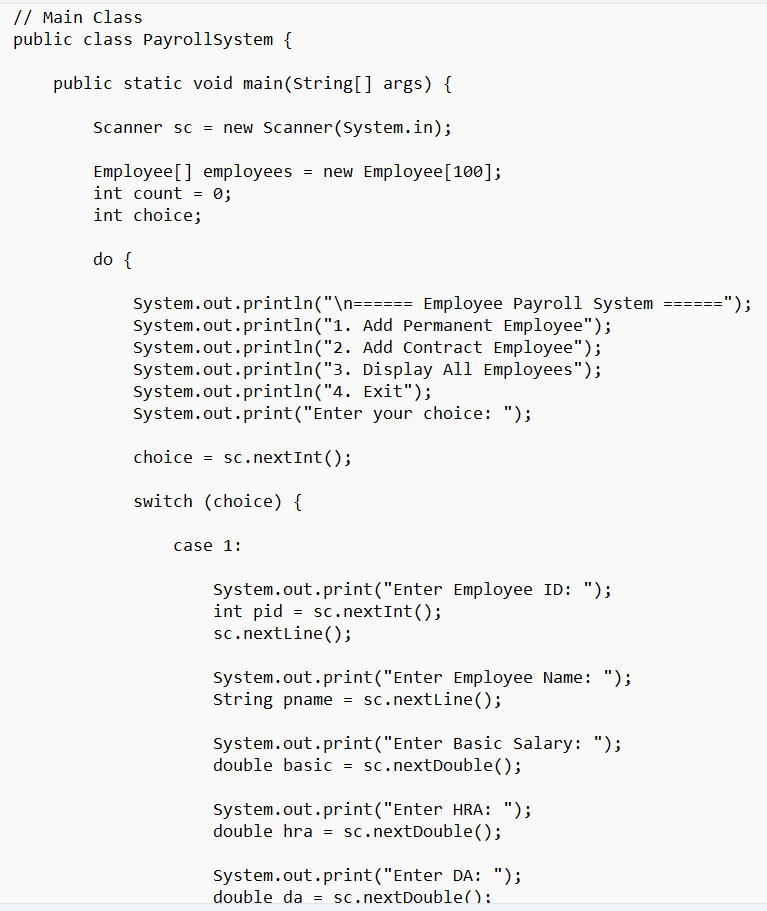 // Main Class
public class PayrollSystem {
public static void main(String[] args) {
Scanner sc = new Scanner(System.in);
Employee[] employees = new Employee[100];
int count = 0;
int choice;
do {
System.out.println("\n====== Employee Payroll System ======");
System.out.println("1. Add Permanent Employee");
System.out.println("2. Add Contract Employee");
System.out.println("3. Display All Employees");
System.out.println("4. Exit");
System.out.print("Enter your choice: ");
choice = sc.nextInt();
switch (choice) {
case 1:
System.out.print("Enter Employee ID: ");
int pid = sc.nextInt();
sc.nextLine();
System.out.print("Enter Employee Name: ");
String pname = sc.nextLine();
System.out.print("Enter Basic Salary: ");
double basic = sc.nextDouble();
System.out.print("Enter HRA: ");
double hra = sc.nextDouble();
System.out.print("Enter DA: ");
double da = sc.nextDouble();